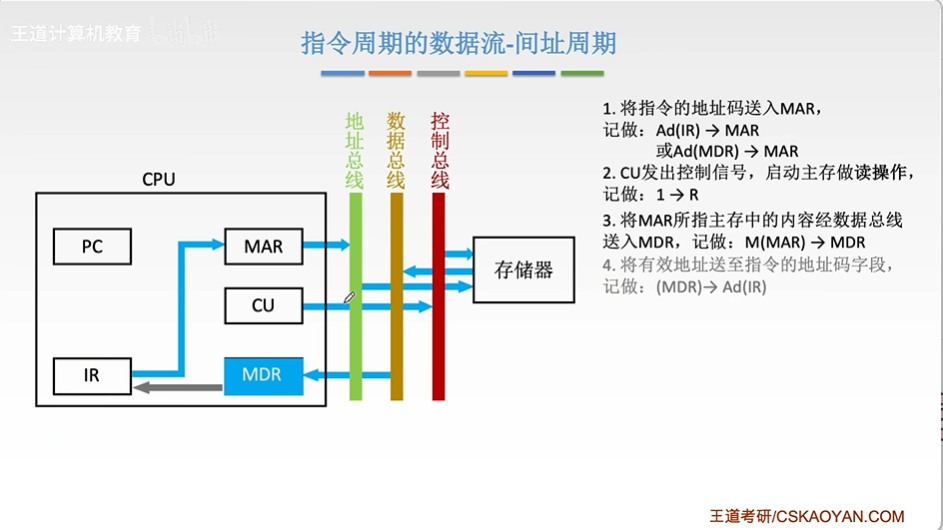 王道计算机教育
指令周期的数据流-间址周期
地址总线
数据总线
控制总线
CPU
PC
MAR
CU
IR
MDR
存储器
1. 将指令的地址码送入MAR，
记做：Ad(IR) → MAR
或Ad(MDR) → MAR
2. CU发出控制信号，启动主存做读操作，
记做：1 → R
3. 将MAR所指主存中的内容经数据总线
送入MDR，记做：M(MAR) → MDR
4. 将有效地址送至指令的地址码字段，
记做：(MDR)→ Ad(IR)
王道考研/CSKAOYAN.COM